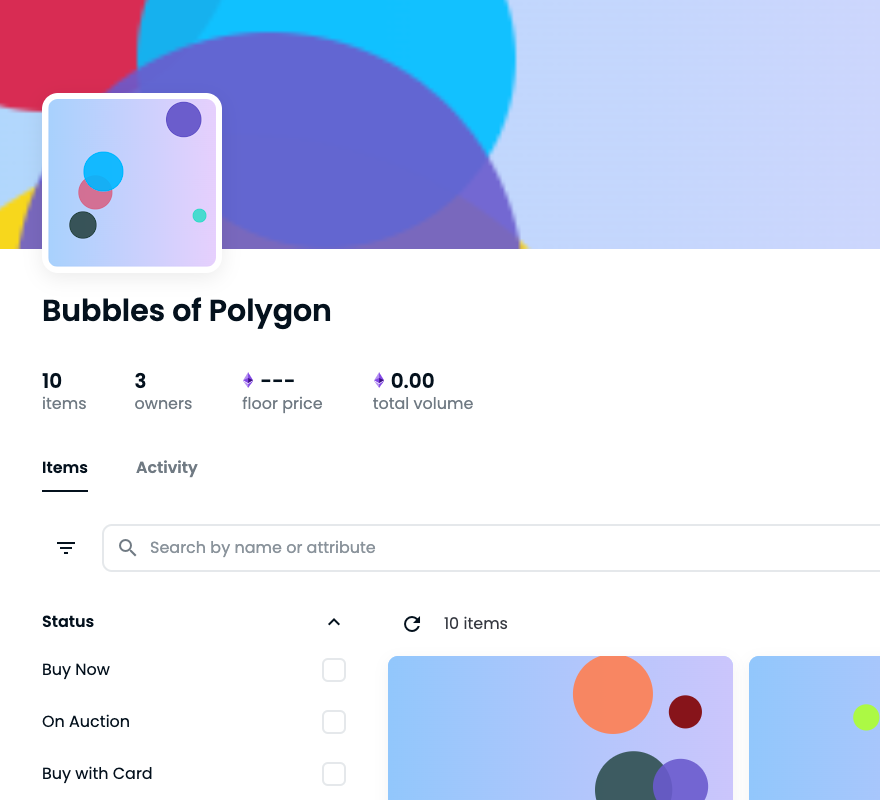 Bubbles of Polygon
10 3 --- 0.00
items owners floor price total volume
Items Activity
Search by name or attribute
Status 10 items
Buy Now
On Auction
Buy with Card